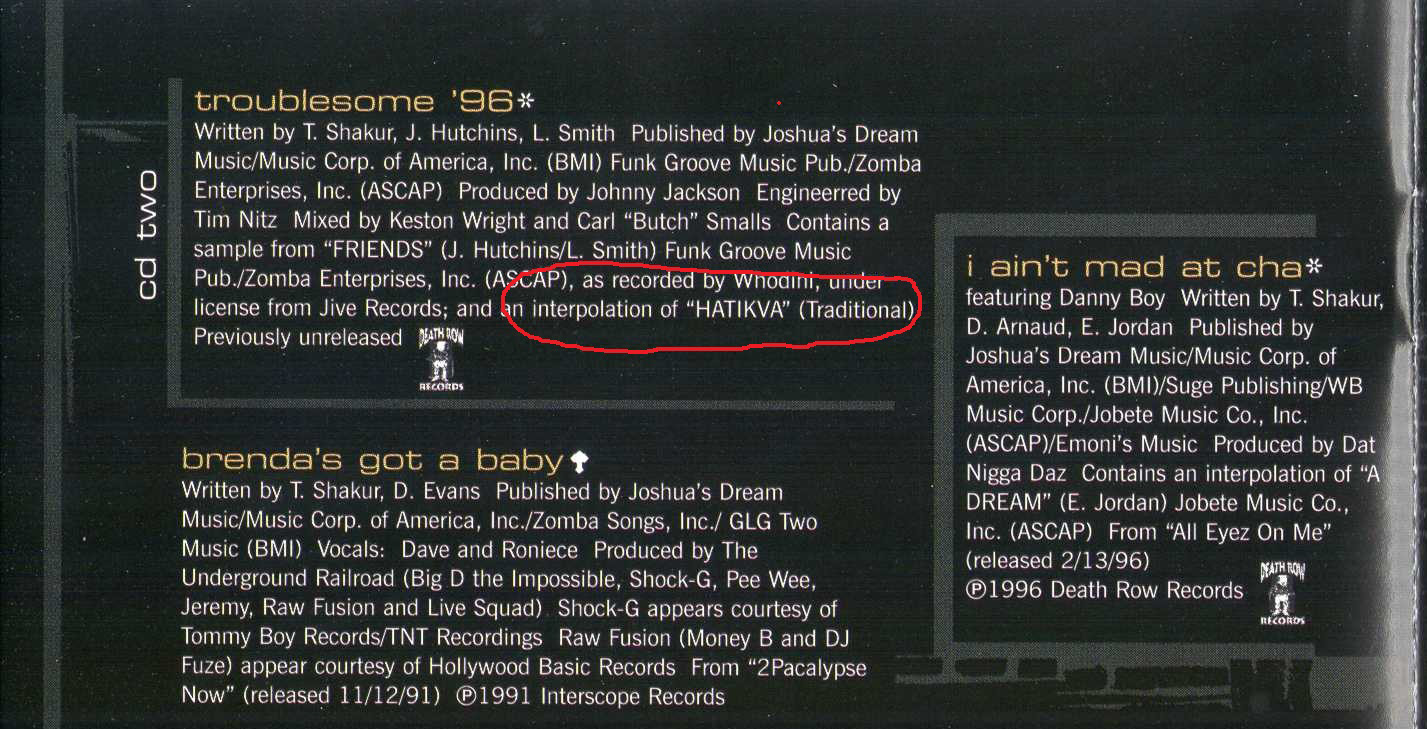 cd two
troublesome '96*
Written by T. Shakur, J. Hutchins, L. Smith Published by Joshua's Dream
Music/Music Corp. of America, Inc. (BMI) Funk Groove Music Pub./Zomba
Enterprises, Inc. (ASCAP) Produced by Johnny Jackson Engineerred by
Tim Nitz Mixed by Keston Wright and Carl “Butch” Smalls Contains a
sample from “FRIENDS” (J. Hutchins/L. Smith) Funk Groove Music
Pub./Zomba Enterprises, Inc. (ASCAP), as recorded by Whodini, under
license from Jive Records; and an interpolation of “HATIKVA” (Traditional)
Previously unreleased
DEATH ROW
RECORDS
brenda's got a baby
Written by T. Shakur, D. Evans Published by Joshua's Dream
Music/Music Corp. of America, Inc./Zomba Songs, Inc./ GLG Two
Music (BMI) Vocals: Dave and Roniece Produced by The
Underground Railroad (Big D the Impossible, Shock-G, Pee Wee,
Jeremy, Raw Fusion and Live Squad) Shock-G appears courtesy of
Tommy Boy Records/TNT Recordings Raw Fusion (Money B and DJ
Fuze) appear courtesy of Hollywood Basic Records From “2Pacalypse
Now” (released 11/12/91) ℗1991 Interscope Records
i ain't mad at cha*
featuring Danny Boy Written by T. Shakur,
D. Arnaud, E. Jordan Published by
Joshua's Dream Music/Music Corp. of
America, Inc. (BMI)/Suge Publishing/WB
Music Corp./Jobete Music Co., Inc.
(ASCAP)/Emoni's Music Produced by Dat
Nigga Daz Contains an interpolation of “A
DREAM” (E. Jordan) Jobete Music Co.,
Inc. (ASCAP) From “All Eyez On Me”
(released 2/13/96)
℗1996 Death Row Records
DEATH ROW
RECORDS